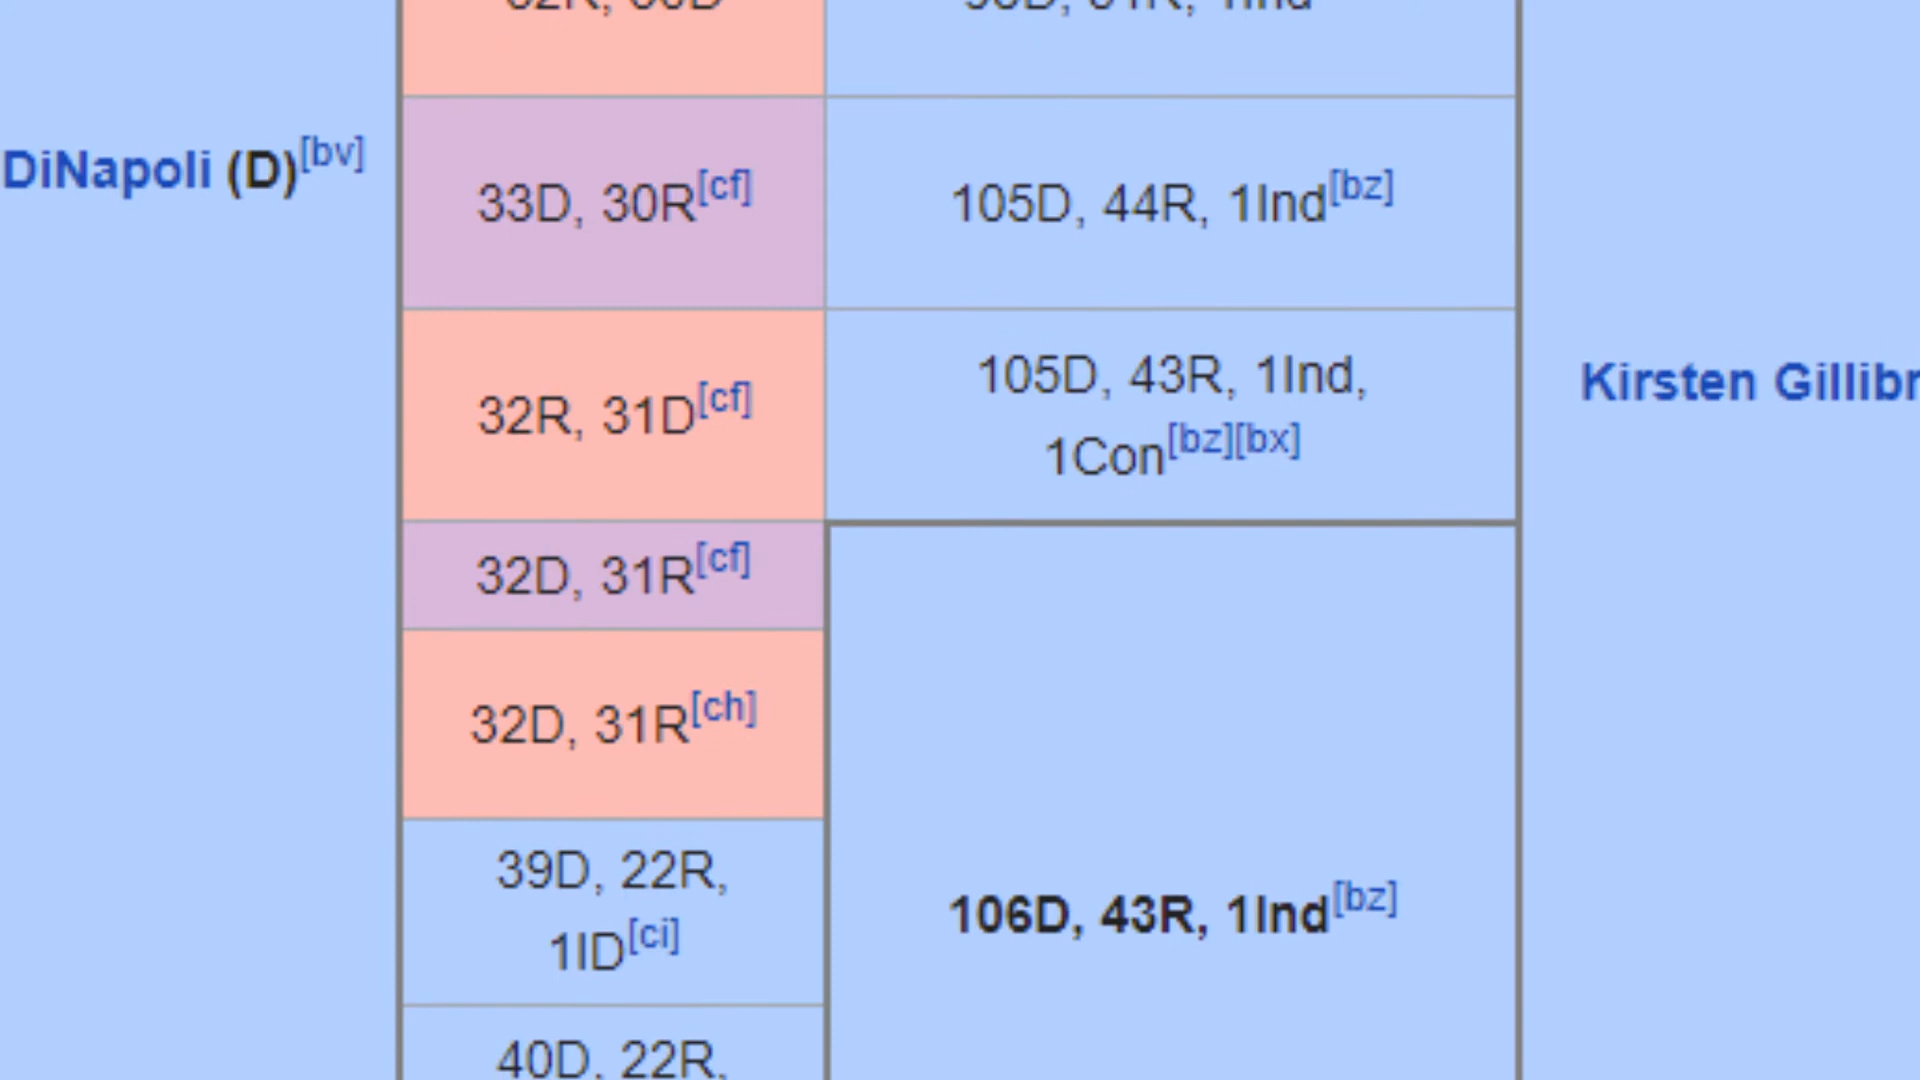 DiNapoli (D)[bv]
33D, 30R[cf]
105D, 44R, 1Ind[bz]
32R, 31D[cf]
105D, 43R, 1Ind,
1Con[bz][bx]
Kirsten
32D, 31R[cf]
32D, 31R[ch]
39D, 22R,
1ID[ci]
106D, 43R, 1Ind[bz]
40D, 22R,